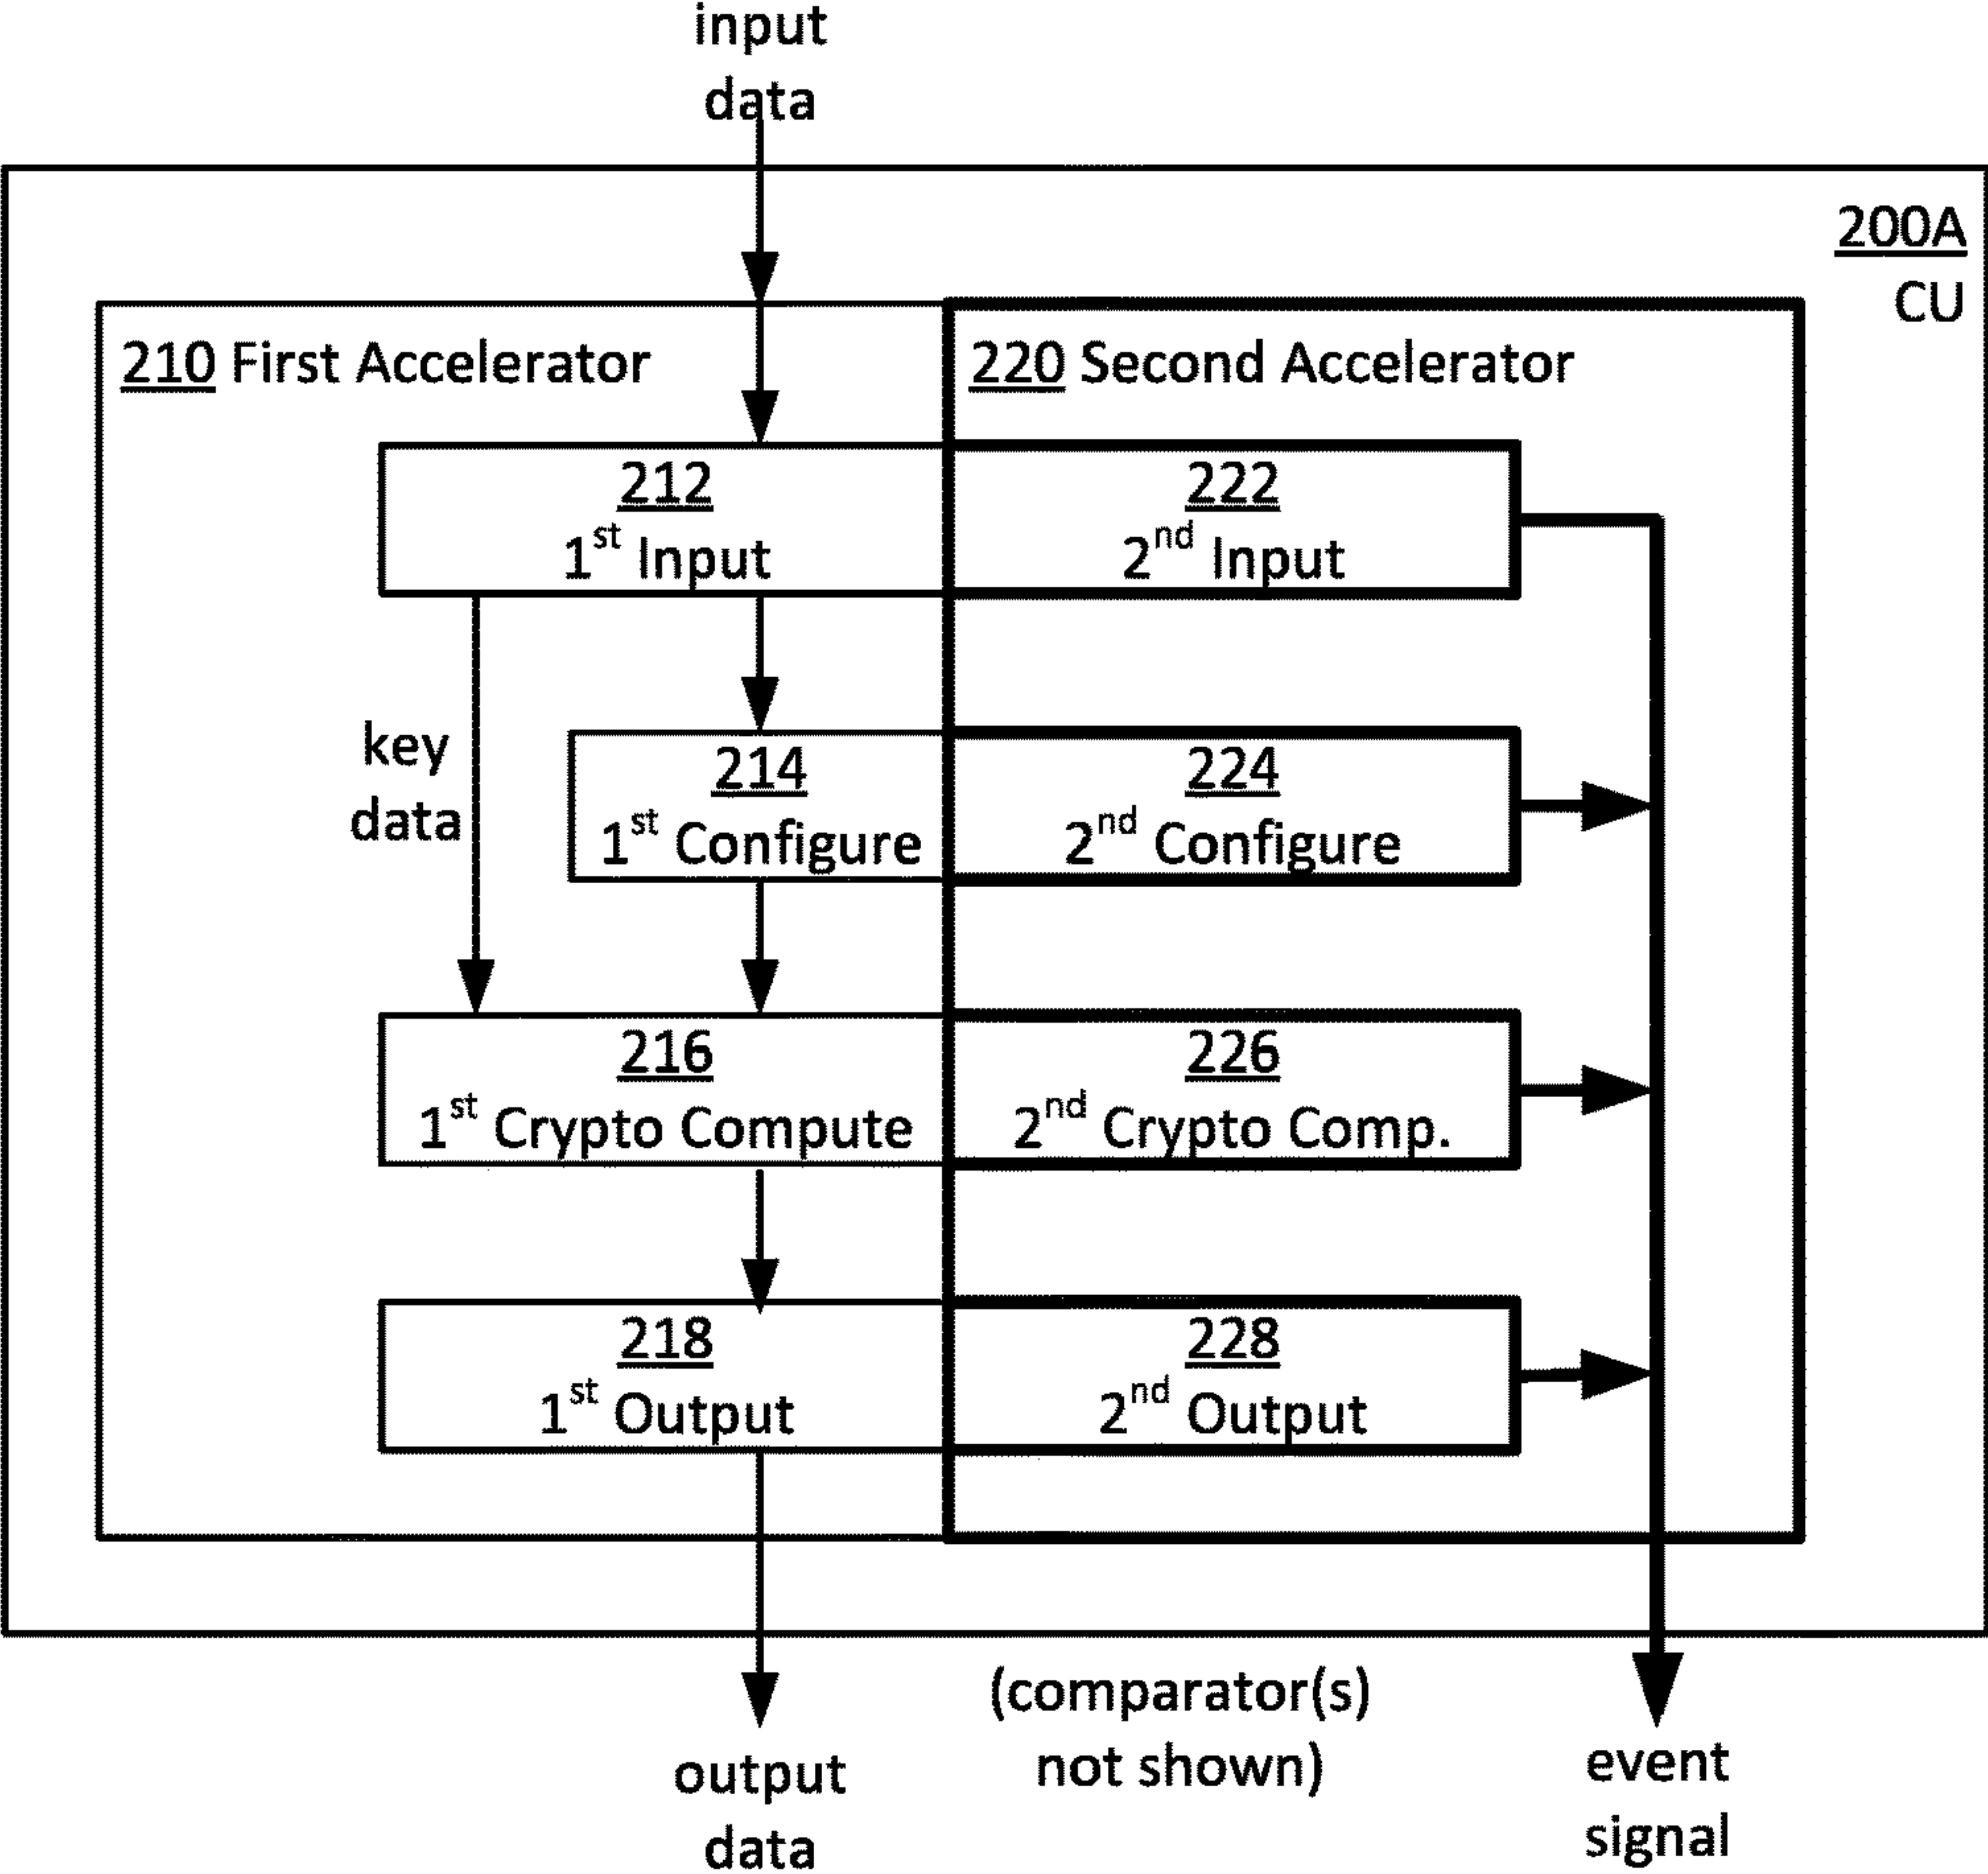 input
data
200A
CU
210 First Accelerator
220 Second Accelerator
212
1st Input
222
2nd Input
key
data
214
1st Configure
224
2nd Configure
216
1st Crypto Compute
226
2nd Crypto Comp.
218
1st Output
228
2nd Output
output
data
(comparator(s)
not shown)
event
signal